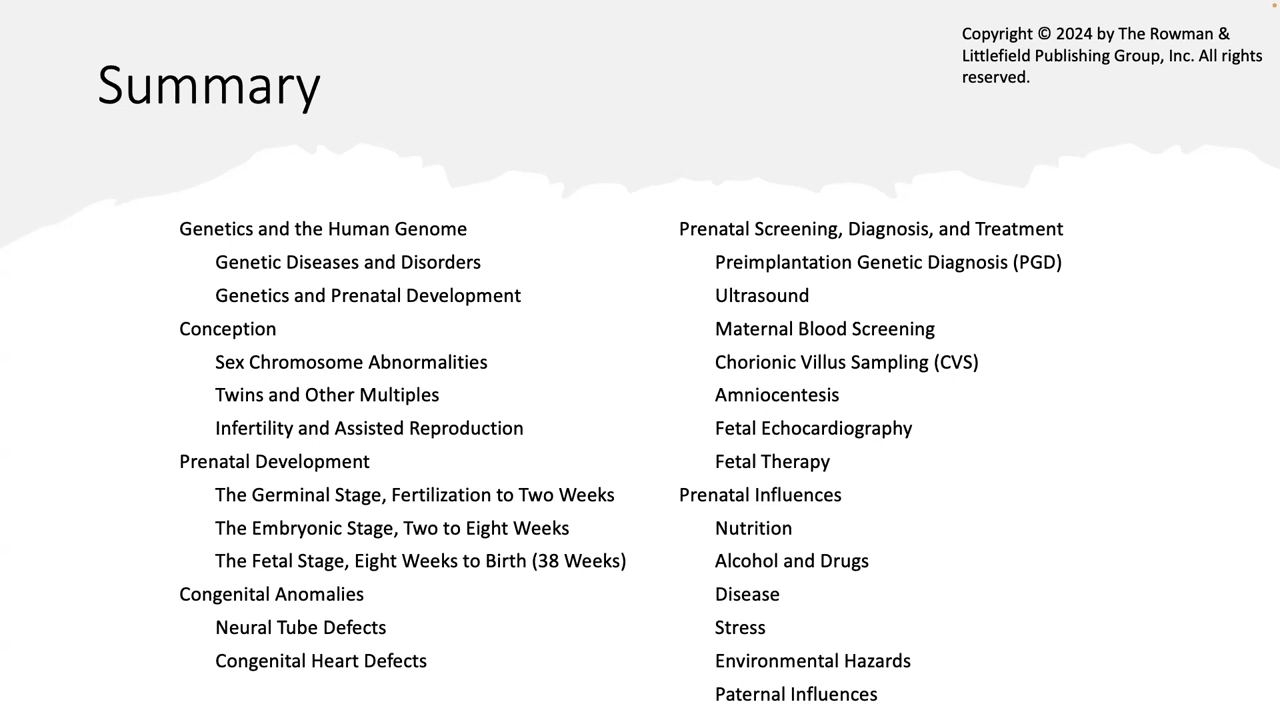 Summary
Copyright © 2024 by The Rowman &
Littlefield Publishing Group, Inc. All rights
reserved.
Genetics and the Human Genome
Genetic Diseases and Disorders
Genetics and Prenatal Development
Conception
Sex Chromosome Abnormalities
Twins and Other Multiples
Infertility and Assisted Reproduction
Prenatal Development
The Germinal Stage, Fertilization to Two Weeks
The Embryonic Stage, Two to Eight Weeks
The Fetal Stage, Eight Weeks to Birth (38 Weeks)
Congenital Anomalies
Neural Tube Defects
Congenital Heart Defects
Prenatal Screening, Diagnosis, and Treatment
Preimplantation Genetic Diagnosis (PGD)
Ultrasound
Maternal Blood Screening
Chorionic Villus Sampling (CVS)
Amniocentesis
Fetal Echocardiography
Fetal Therapy
Prenatal Influences
Nutrition
Alcohol and Drugs
Disease
Stress
Environmental Hazards
Paternal Influences